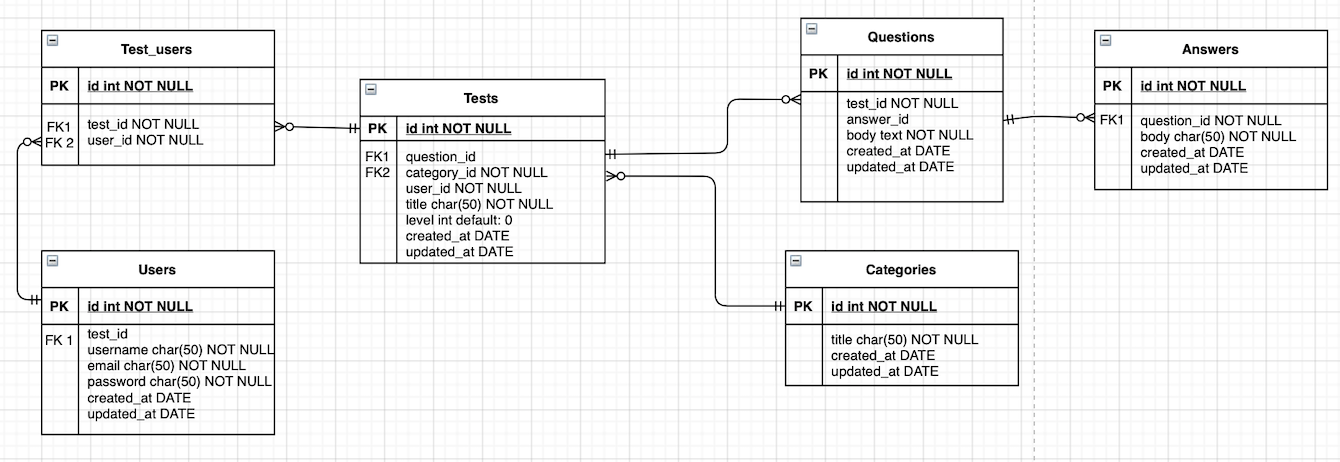 Test_users
PK id int NOT NULL
FK1 test_id NOT NULL
FK 2 user_id NOT NULL
Tests
PK id int NOT NULL
FK1 question_id
FK2 category_id NOT NULL
user_id NOT NULL
title char(50) NOT NULL
level int default: 0
created_at DATE
updated_at DATE
Questions
PK id int NOT NULL
test_id NOT NULL
answer_id
body text NOT NULL
created_at DATE
updated_at DATE
Answers
PK id int NOT NULL
FK1 question_id NOT NULL
body char(50) NOT NULL
created_at DATE
updated_at DATE
Users
PK id int NOT NULL
FK 1 test_id
username char(50) NOT NULL
email char(50) NOT NULL
password char(50) NOT NULL
created_at DATE
updated_at DATE
Categories
PK id int NOT NULL
title char(50) NOT NULL
created_at DATE
updated_at DATE